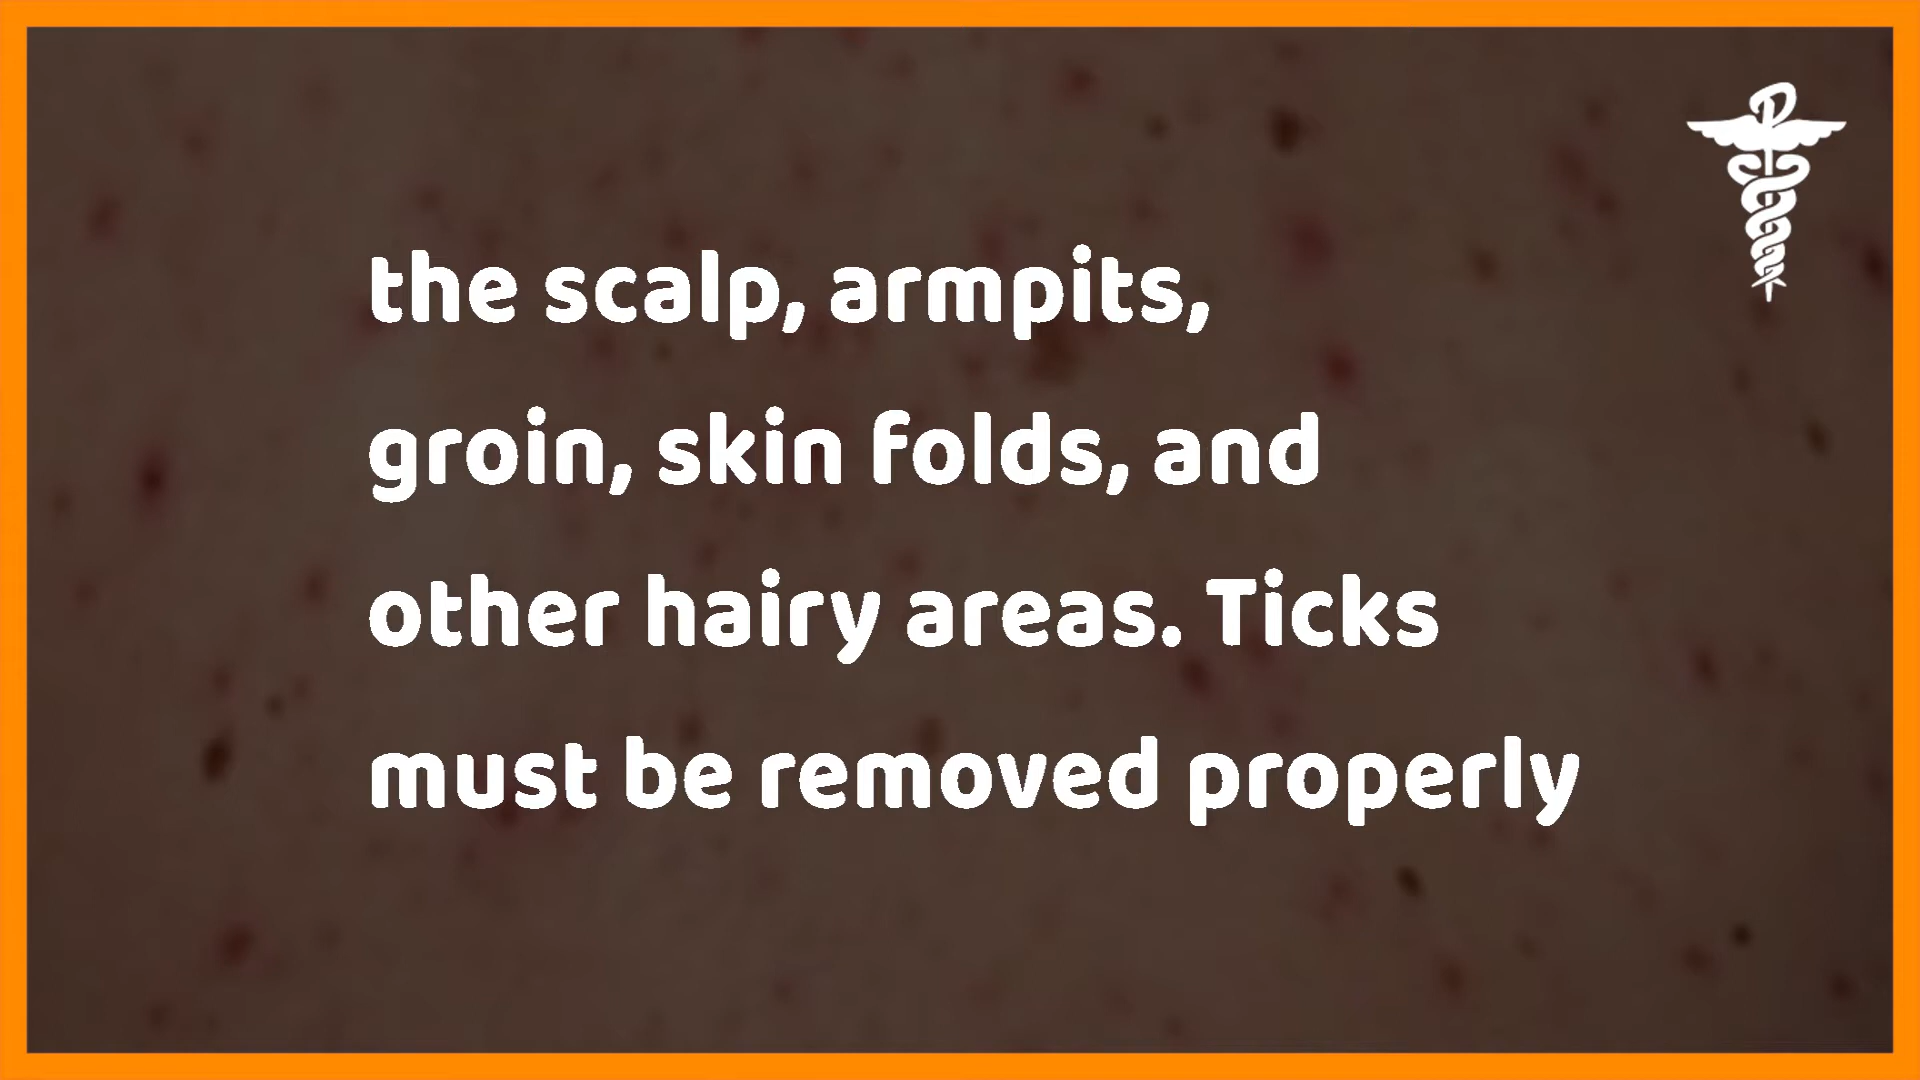 the scalp, armpits,
groin, skin folds, and
other hairy areas. Ticks
must be removed properly